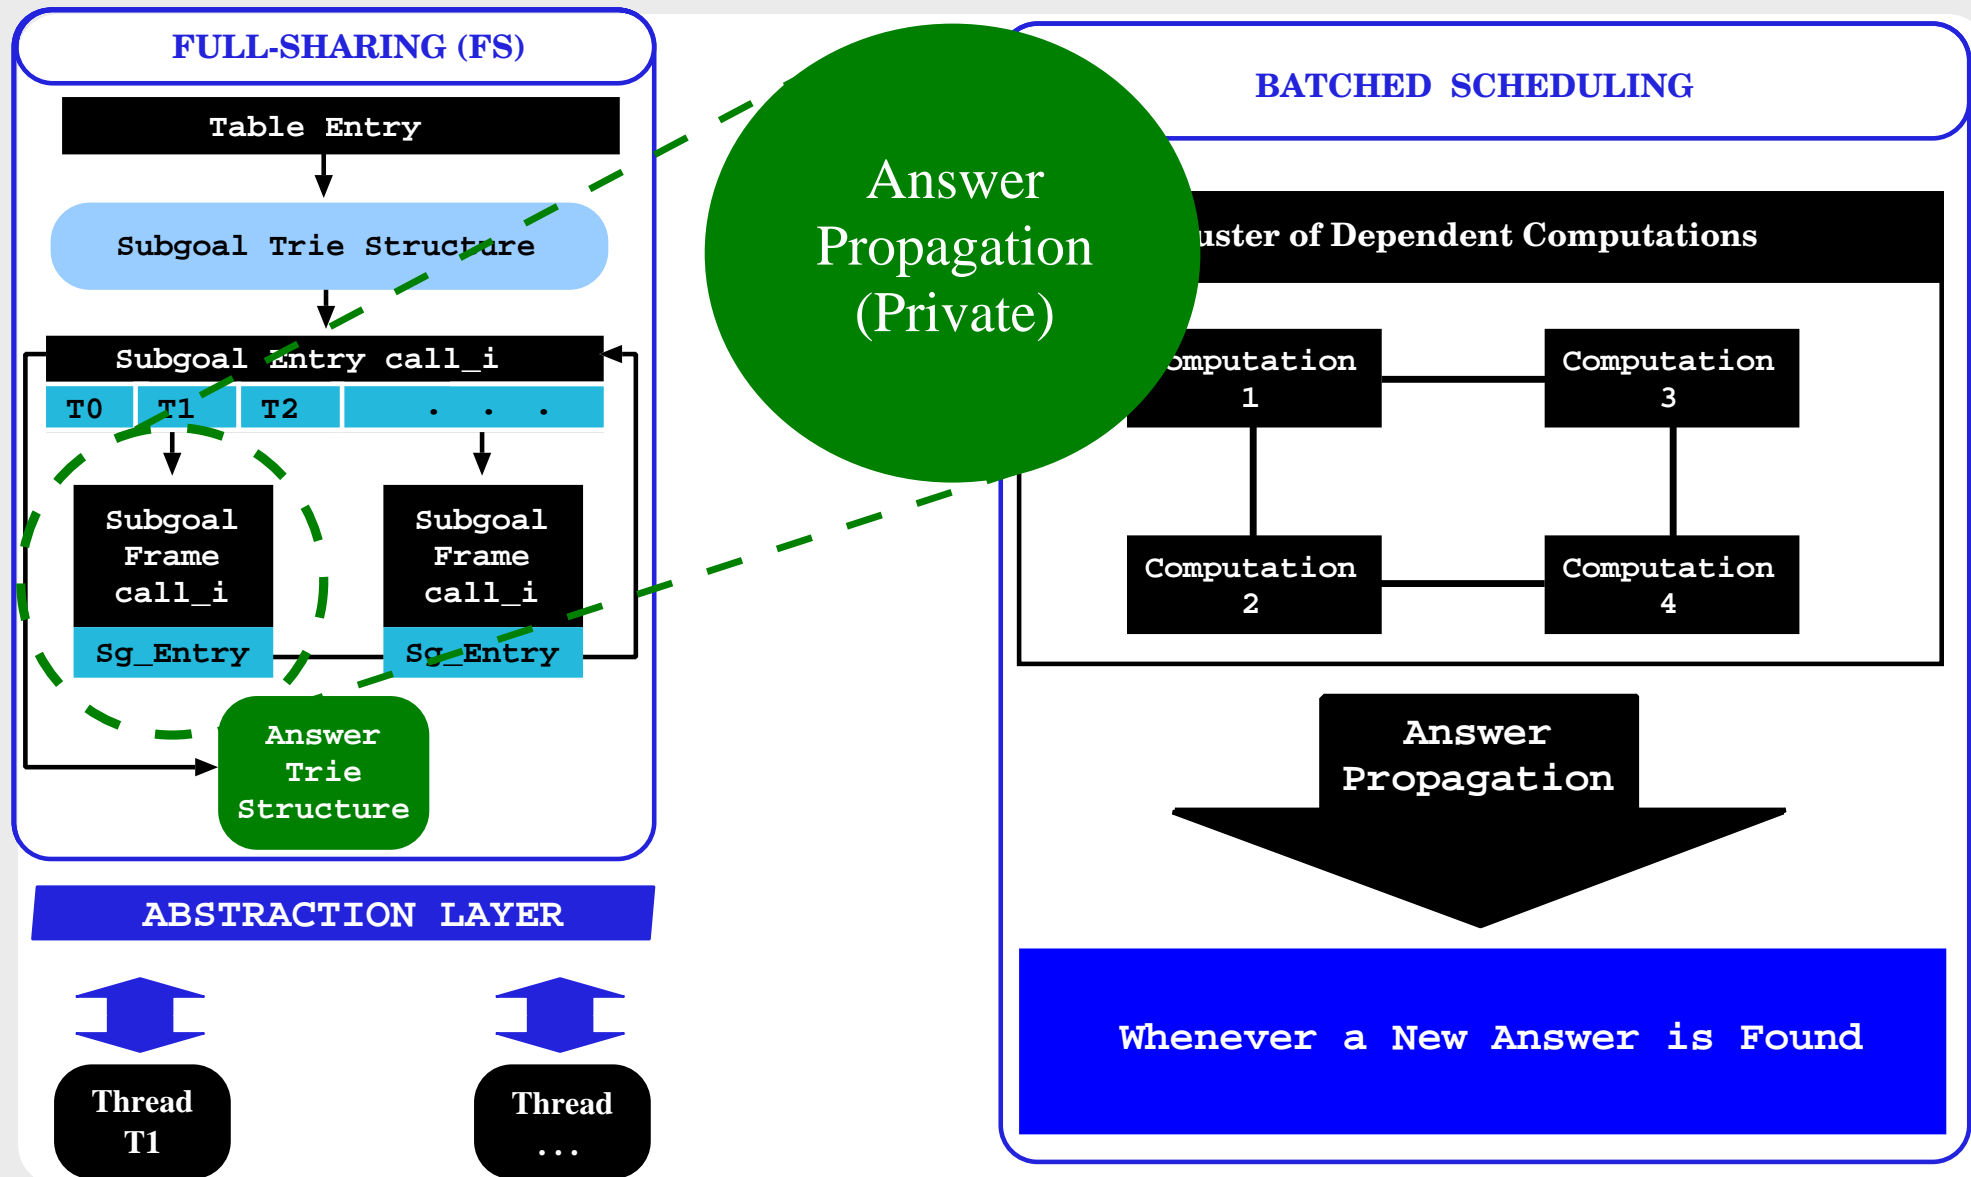 FULL-SHARING (FS)
Table Entry
Subgoal Trie Structure
Subgoal Entry call_i
T0 T1 T2 . . .
Subgoal
Frame
call_i
Sg_Entry
Subgoal
Frame
call_i
Sg_Entry
Answer
Trie
Structure
ABSTRACTION LAYER
Thread
T1
Thread
...
Answer
Propagation
(Private)
BATCHED SCHEDULING
uster of Dependent Computations
omputation
1
Computation
3
Computation
2
Computation
4
Answer
Propagation
Whenever a New Answer is Found